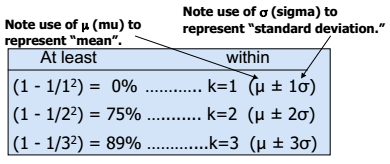 Note use of μ (mu) to
represent “mean”.
Note use of σ (sigma) to
represent “standard deviation.”
At least within
(1 - 1/1²) = 0% ............ k=1 (μ ± 1σ)
(1 - 1/2²) = 75% ........... k=2 (μ ± 2σ)
(1 - 1/3²) = 89% .............k=3 (μ ± 3σ)